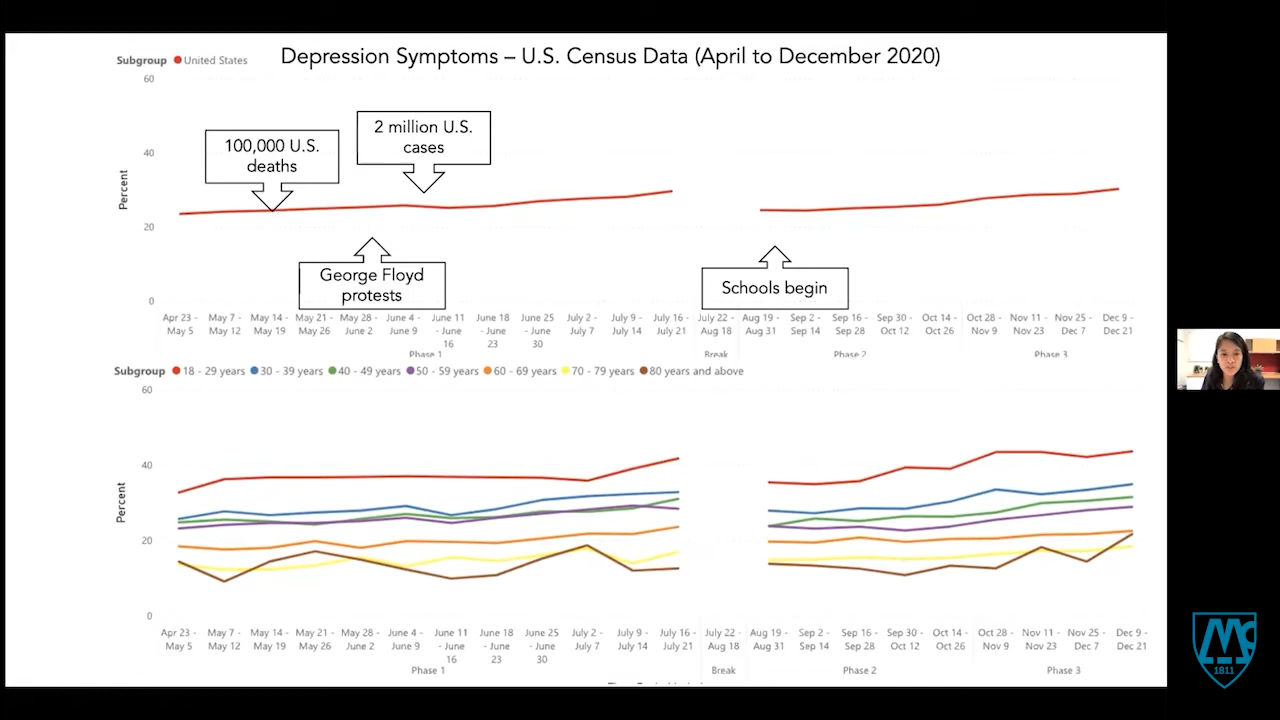 Depression Symptoms – U.S. Census Data (April to December 2020)
Subgroup United States
60
40
20
0
Percent
100,000 U.S.
deaths
2 million U.S.
cases
George Floyd
protests
Schools begin
Apr 23 - May 7 - May 14 - May 21 - May 28 - June 4 - June 11 June 18 June 25 July 2 - July 9 - July 16 - July 22 - Aug 19 - Sep 2 - Sep 16 - Sep 30 - Oct 14 - Oct 28 - Nov 11 - Nov 25 - Dec 9 -
May 5 May 12 May 19 May 26 June 2 June 9 - June - June - June July 7 July 14 July 21 Aug 18 Aug 31 Sep 14 Sep 28 Oct 12 Oct 26 Nov 9 Nov 23 Dec 7 Dec 21
16 23 30
Phase 1 Break Phase 2 Phase 3
Subgroup 18 - 29 years 30 - 39 years 40 - 49 years 50 - 59 years 60 - 69 years 70 - 79 years 80 years and above
60
40
20
0
Percent
Apr 23 - May 7 - May 14 - May 21 - May 28 - June 4 - June 11 June 18 June 25 July 2 - July 9 - July 16 - July 22 - Aug 19 - Sep 2 - Sep 16 - Sep 30 - Oct 14 - Oct 28 - Nov 11 - Nov 25 - Dec 9 -
May 5 May 12 May 19 May 26 June 2 June 9 - June - June - June July 7 July 14 July 21 Aug 18 Aug 31 Sep 14 Sep 28 Oct 12 Oct 26 Nov 9 Nov 23 Dec 7 Dec 21
16 23 30
Phase 1 Break Phase 2 Phase 3
1811